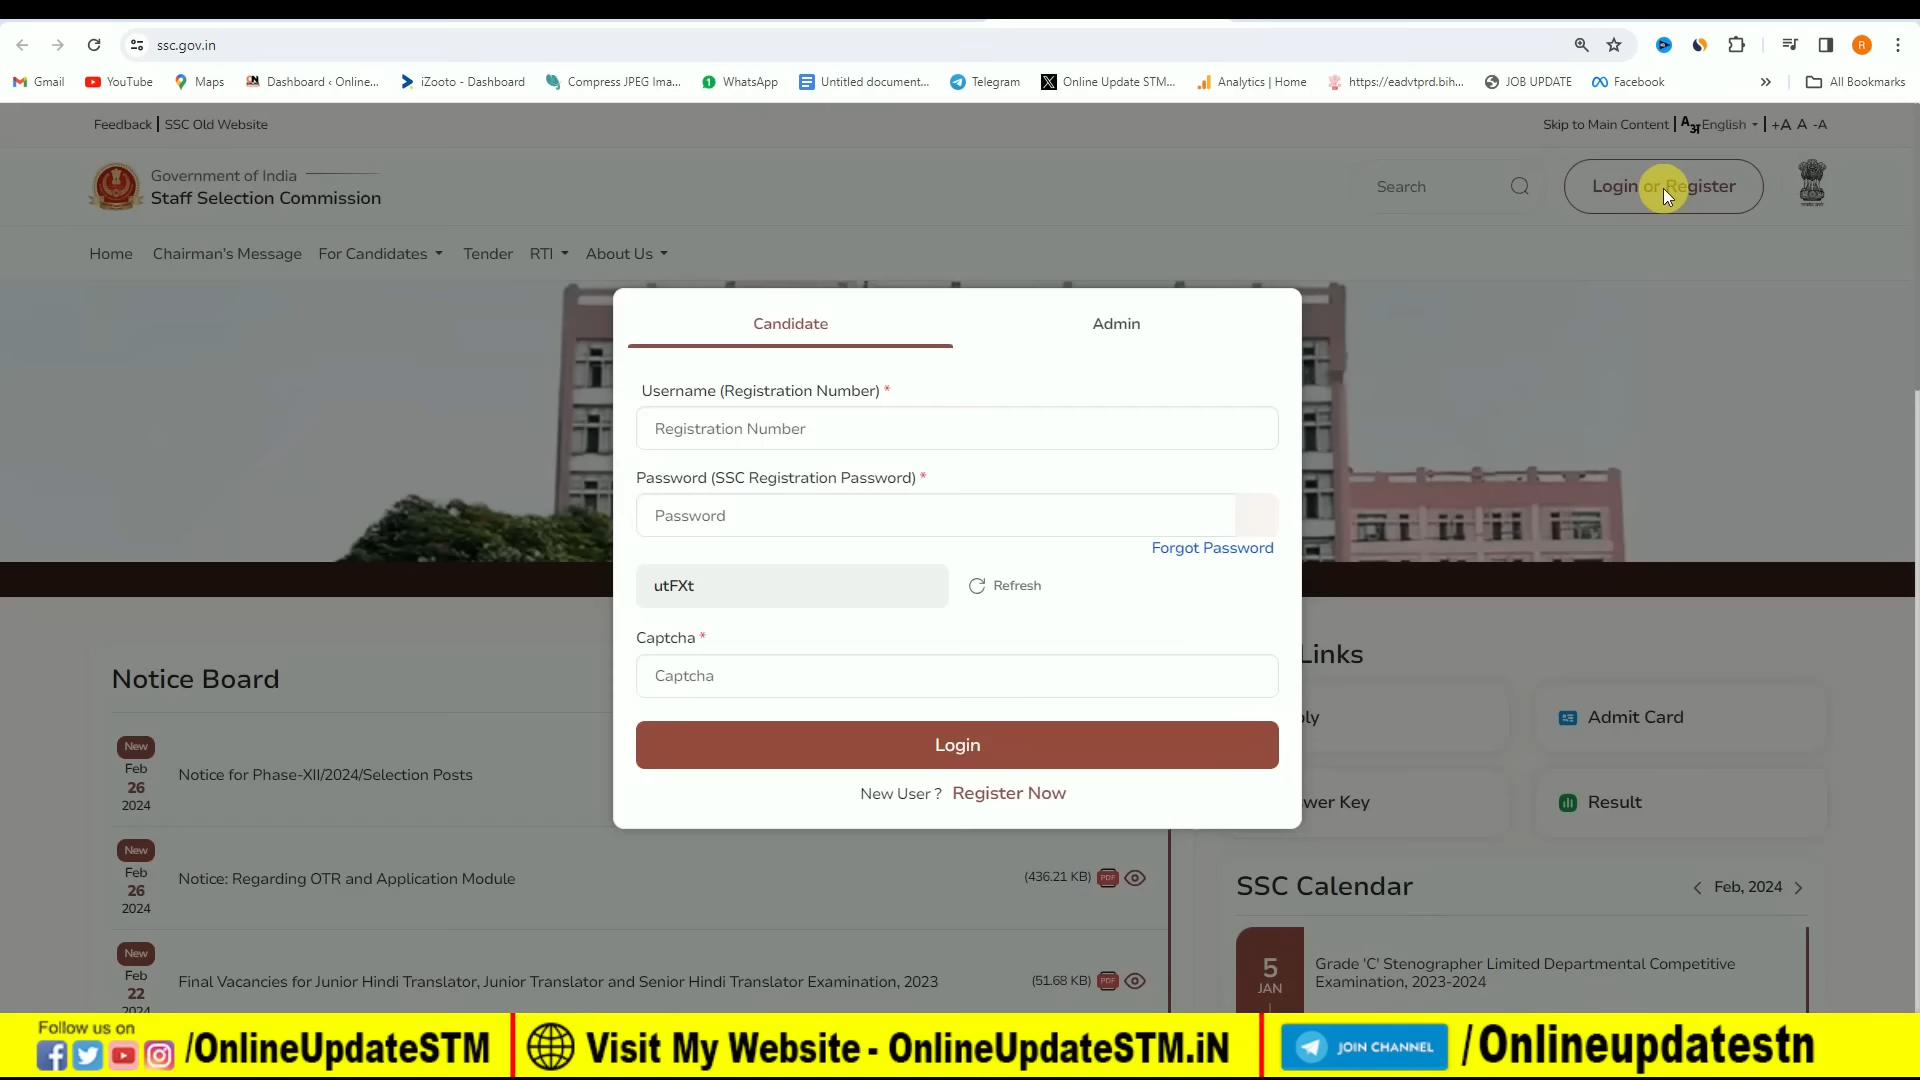 ssc.gov.in
Gmail YouTube Maps Dashboard ‹ Online... iZooto - Dashboard Compress JPEG Ima... WhatsApp Untitled document... Telegram Online Update STM... Analytics | Home https://eadvtprd.bih... JOB UPDATE Facebook » All Bookmarks
Feedback | SSC Old Website Skip to Main Content | English | +A A -A
Government of India
Staff Selection Commission
Search
Login or Register
Home Chairman's Message For Candidates Tender RTI About Us
Candidate Admin
Username (Registration Number) *
Registration Number
Password (SSC Registration Password) *
Password
Forgot Password
utFXt Refresh
Captcha *
Captcha
Login
New User ? Register Now
Notice Board
New
Feb
26
2024
Notice for Phase-XII/2024/Selection Posts
New
Feb
26
2024
Notice: Regarding OTR and Application Module (436.21 KB) PDF
New
Feb
22
2024
Final Vacancies for Junior Hindi Translator, Junior Translator and Senior Hindi Translator Examination, 2023 (51.68 KB) PDF
Links
ply Admit Card
wer Key Result
SSC Calendar Feb, 2024
5
JAN
Grade 'C' Stenographer Limited Departmental Competitive
Examination, 2023-2024
Follow us on
/OnlineUpdateSTM
Visit My Website - OnlineUpdateSTM.iN
JOIN CHANNEL /Onlineupdatestn